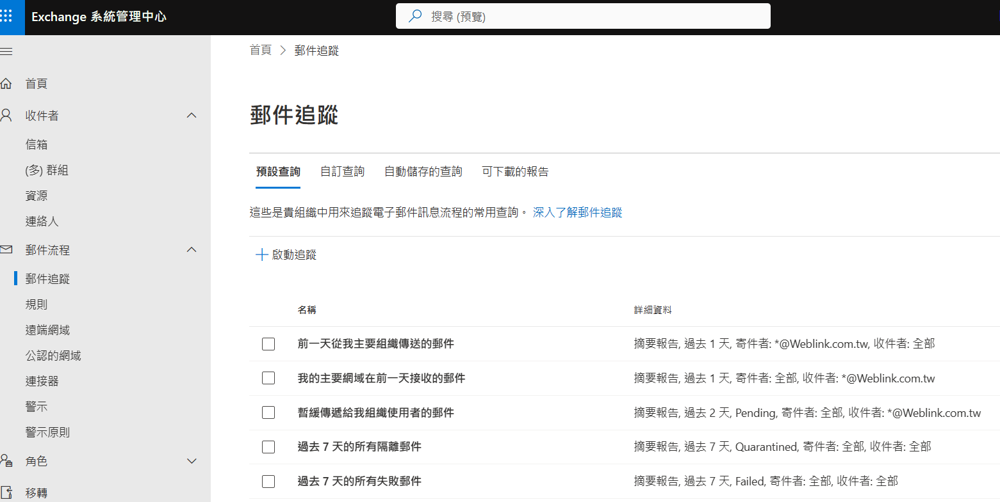 Exchange 系統管理中心
搜尋 (預覽)
首頁
收件者
信箱
(多) 群組
資源
連絡人
郵件流程
郵件追蹤
規則
遠端網域
公認的網域
連接器
警示
警示原則
角色
移轉
首頁 > 郵件追蹤
郵件追蹤
預設查詢 自訂查詢 自動儲存的查詢 可下載的報告
這些是貴組織中用來追蹤電子郵件訊息流程的常用查詢。 深入了解郵件追蹤
啟動追蹤
名稱 詳細資料
前一天從我主要組織傳送的郵件 摘要報告, 過去 1 天, 寄件者: *@Weblink.com.tw, 收件者: 全部
我的主要網域在前一天接收的郵件 摘要報告, 過去 1 天, 寄件者: 全部, 收件者: *@Weblink.com.tw
暫緩傳遞給我組織使用者的郵件 摘要報告, 過去 2 天, Pending, 寄件者: 全部, 收件者: *@Weblink.com.tw
過去 7 天的所有隔離郵件 摘要報告, 過去 7 天, Quarantined, 寄件者: 全部, 收件者: 全部
過去 7 天的所有失敗郵件 摘要報告, 過去 7 天, Failed, 寄件者: 全部, 收件者: 全部